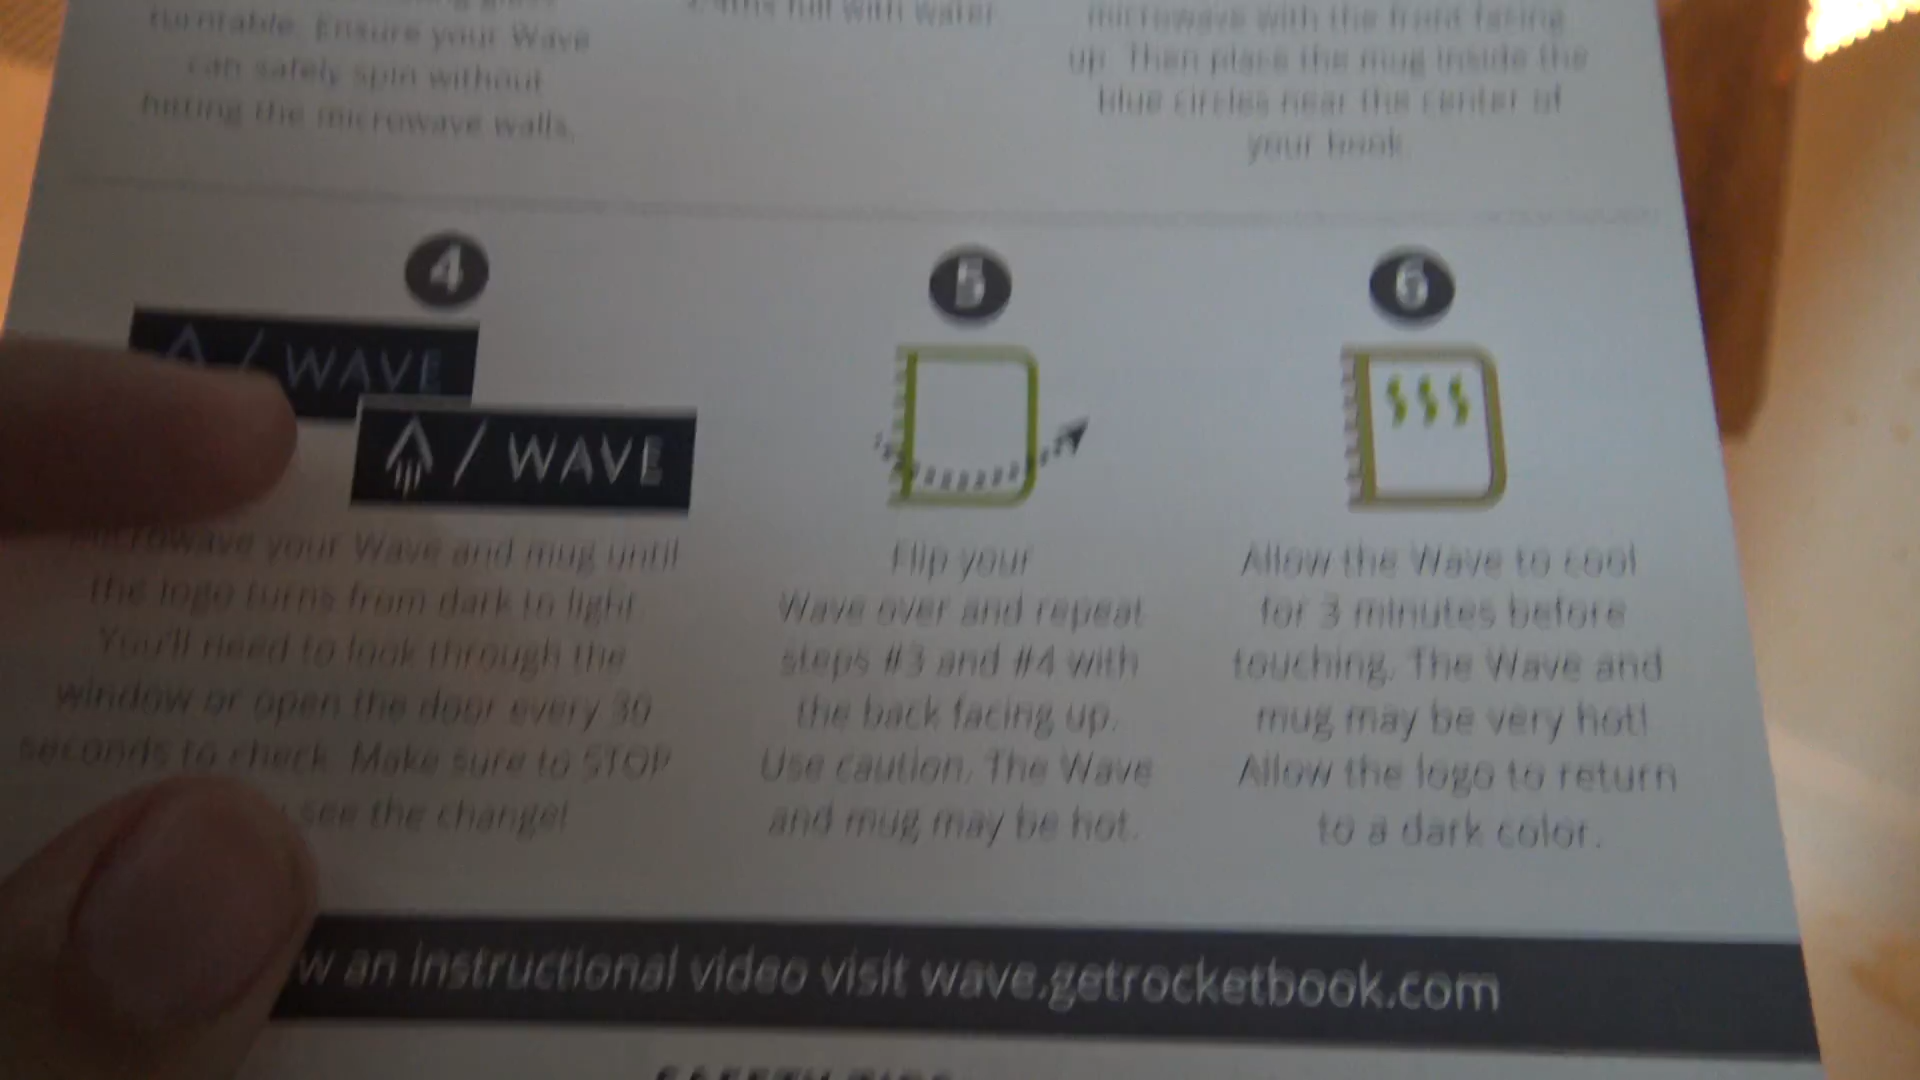 turntable. Ensure your Wave
can safely spin without
hitting the microwave walls.
full with water
microwave with the front facing
up. Then place the mug inside the
blue circles near the center of
your book
4
/ WAVE
/ WAVE
Microwave your Wave and mug until
the logo turns from dark to light
You'll need to look through the
window or open the door every 30
seconds to check. Make sure to STOP
see the change!
5
Flip your
Wave over and repeat
steps #3 and #4 with
the back facing up.
Use caution. The Wave
and mug may be hot.
6
Allow the Wave to cool
for 3 minutes before
touching. The Wave and
mug may be very hot!
Allow the logo to return
to a dark color.
w an instructional video visit wave.getrocketbook.com